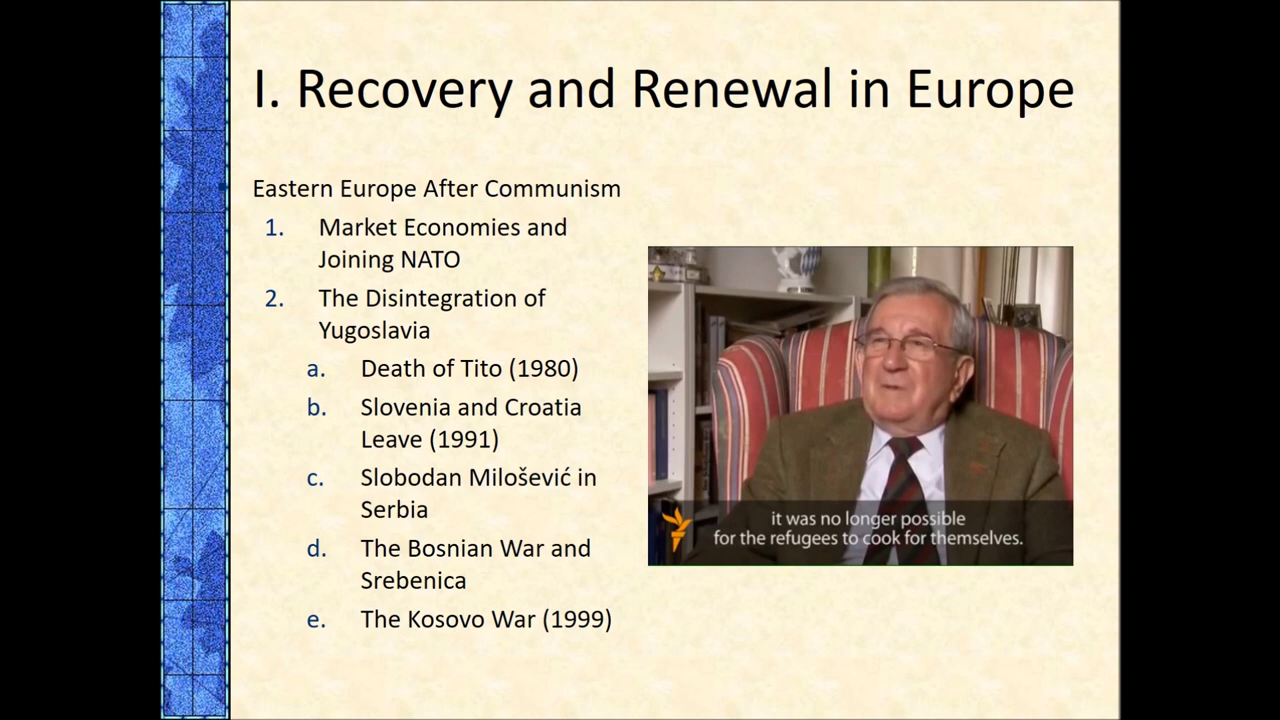 I. Recovery and Renewal in Europe
Eastern Europe After Communism
1. Market Economies and
Joining NATO
2. The Disintegration of
Yugoslavia
a. Death of Tito (1980)
b. Slovenia and Croatia
Leave (1991)
c. Slobodan Milošević in
Serbia
d. The Bosnian War and
Srebenica
e. The Kosovo War (1999)
it was no longer possible
for the refugees to cook for themselves.